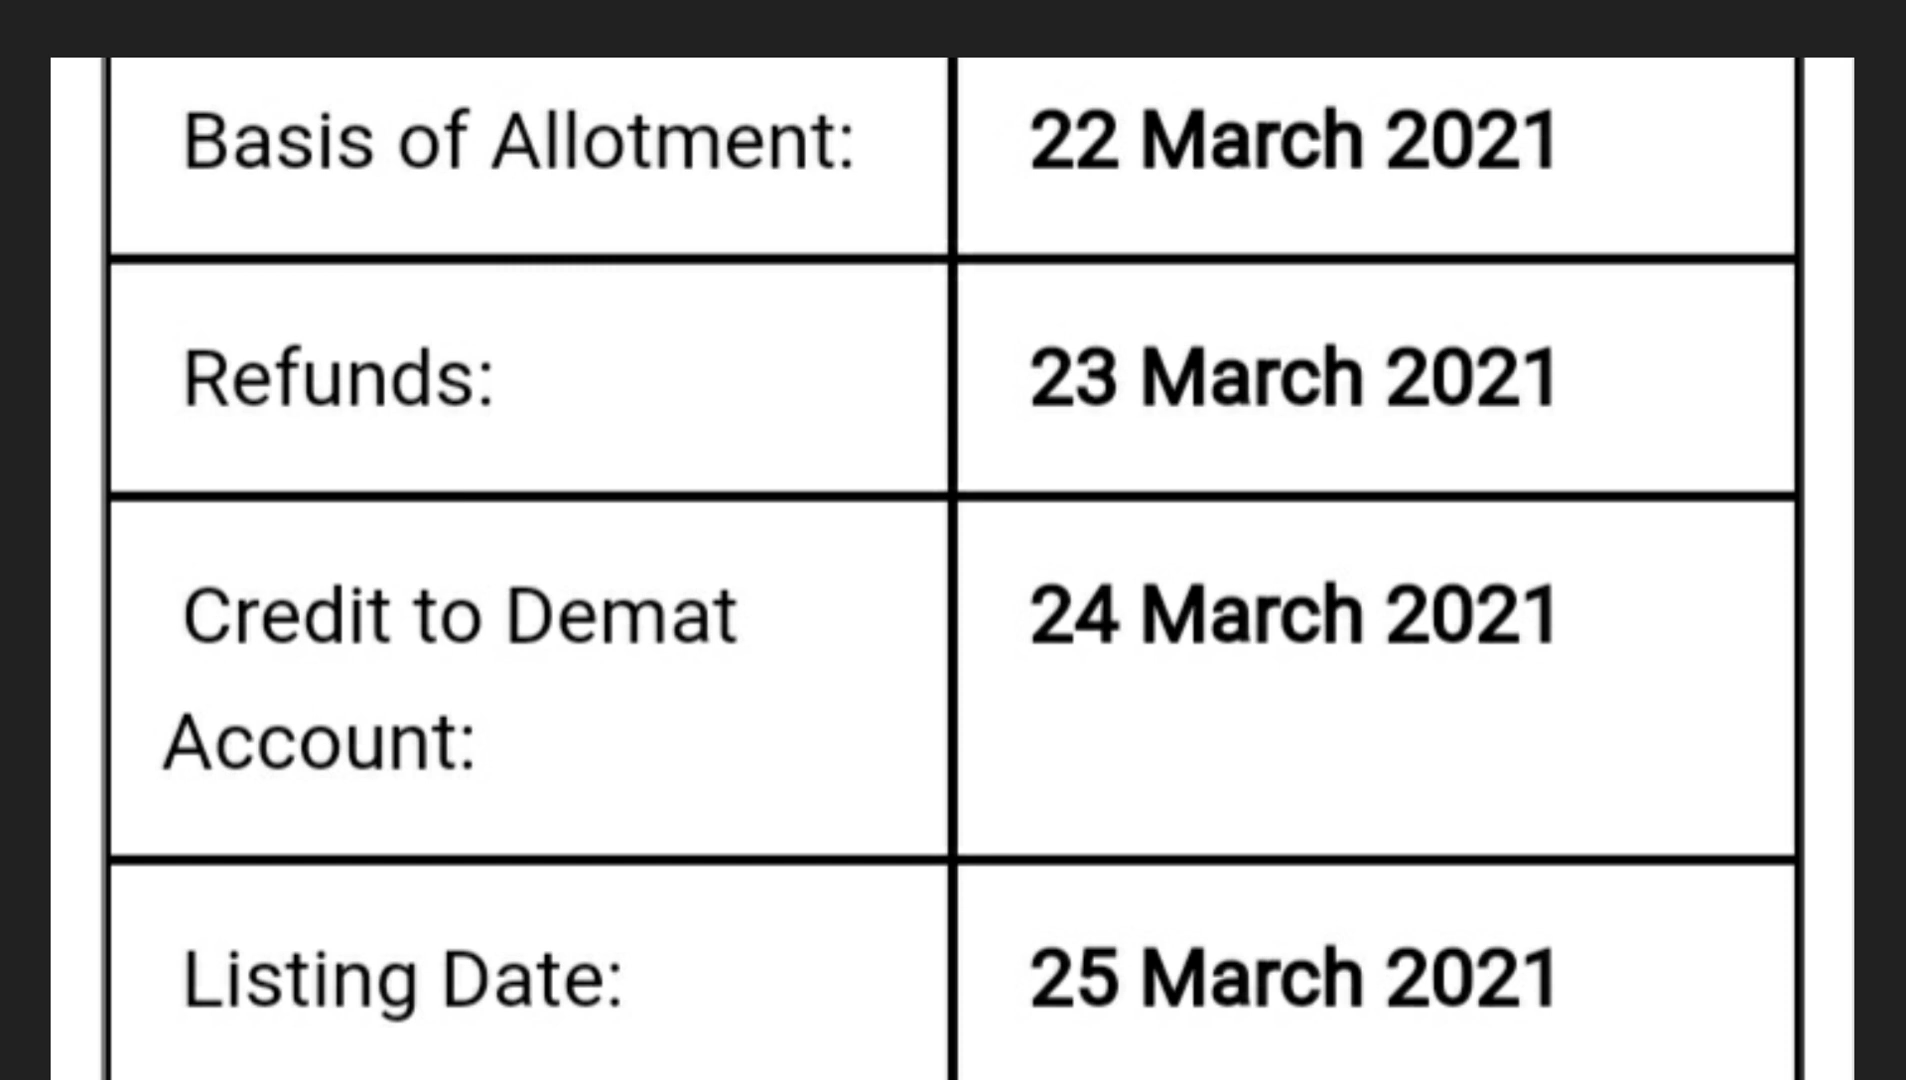 Basis of Allotment: 22 March 2021
Refunds: 23 March 2021
Credit to Demat 24 March 2021
Account:
Listing Date: 25 March 2021